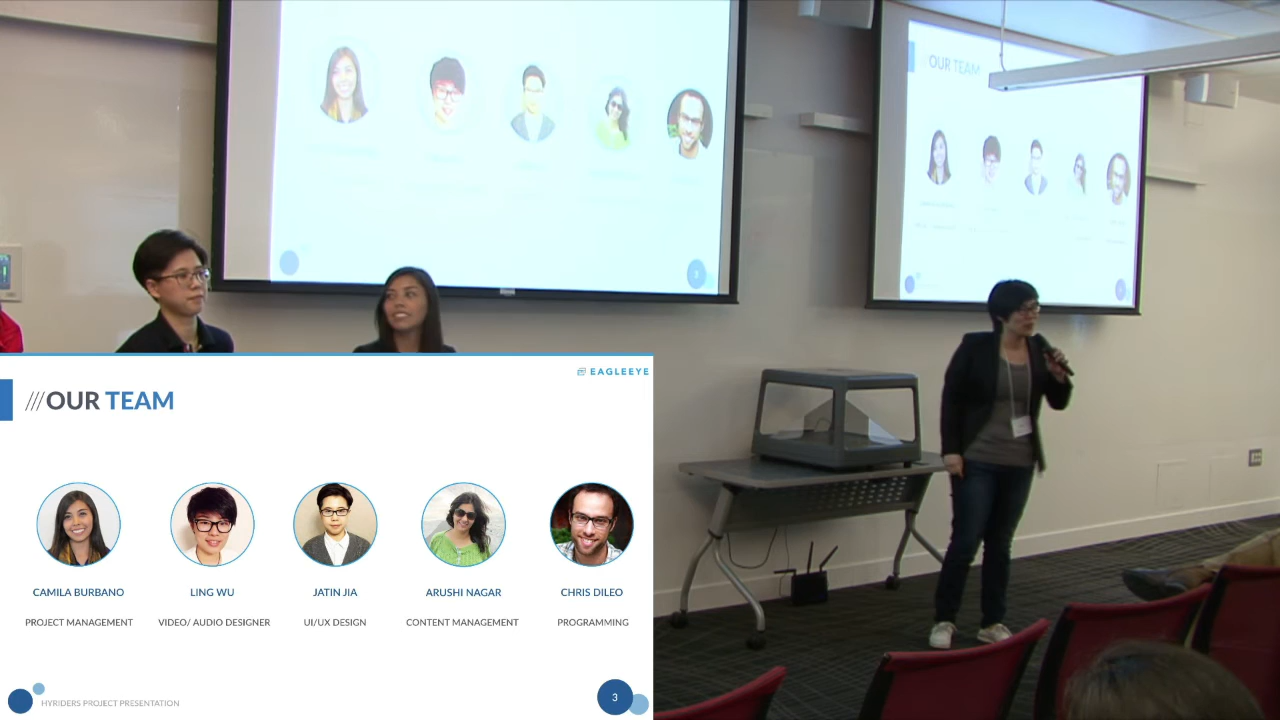 OUR TEAM
EAGLEEYE
///OUR TEAM
CAMILA BURBANO
LING WU
JATIN JIA
ARUSHI NAGAR
CHRIS DILEO
PROJECT MANAGEMENT
VIDEO/ AUDIO DESIGNER
UI/UX DESIGN
CONTENT MANAGEMENT
PROGRAMMING
HYRIDERS PROJECT PRESENTATION
3